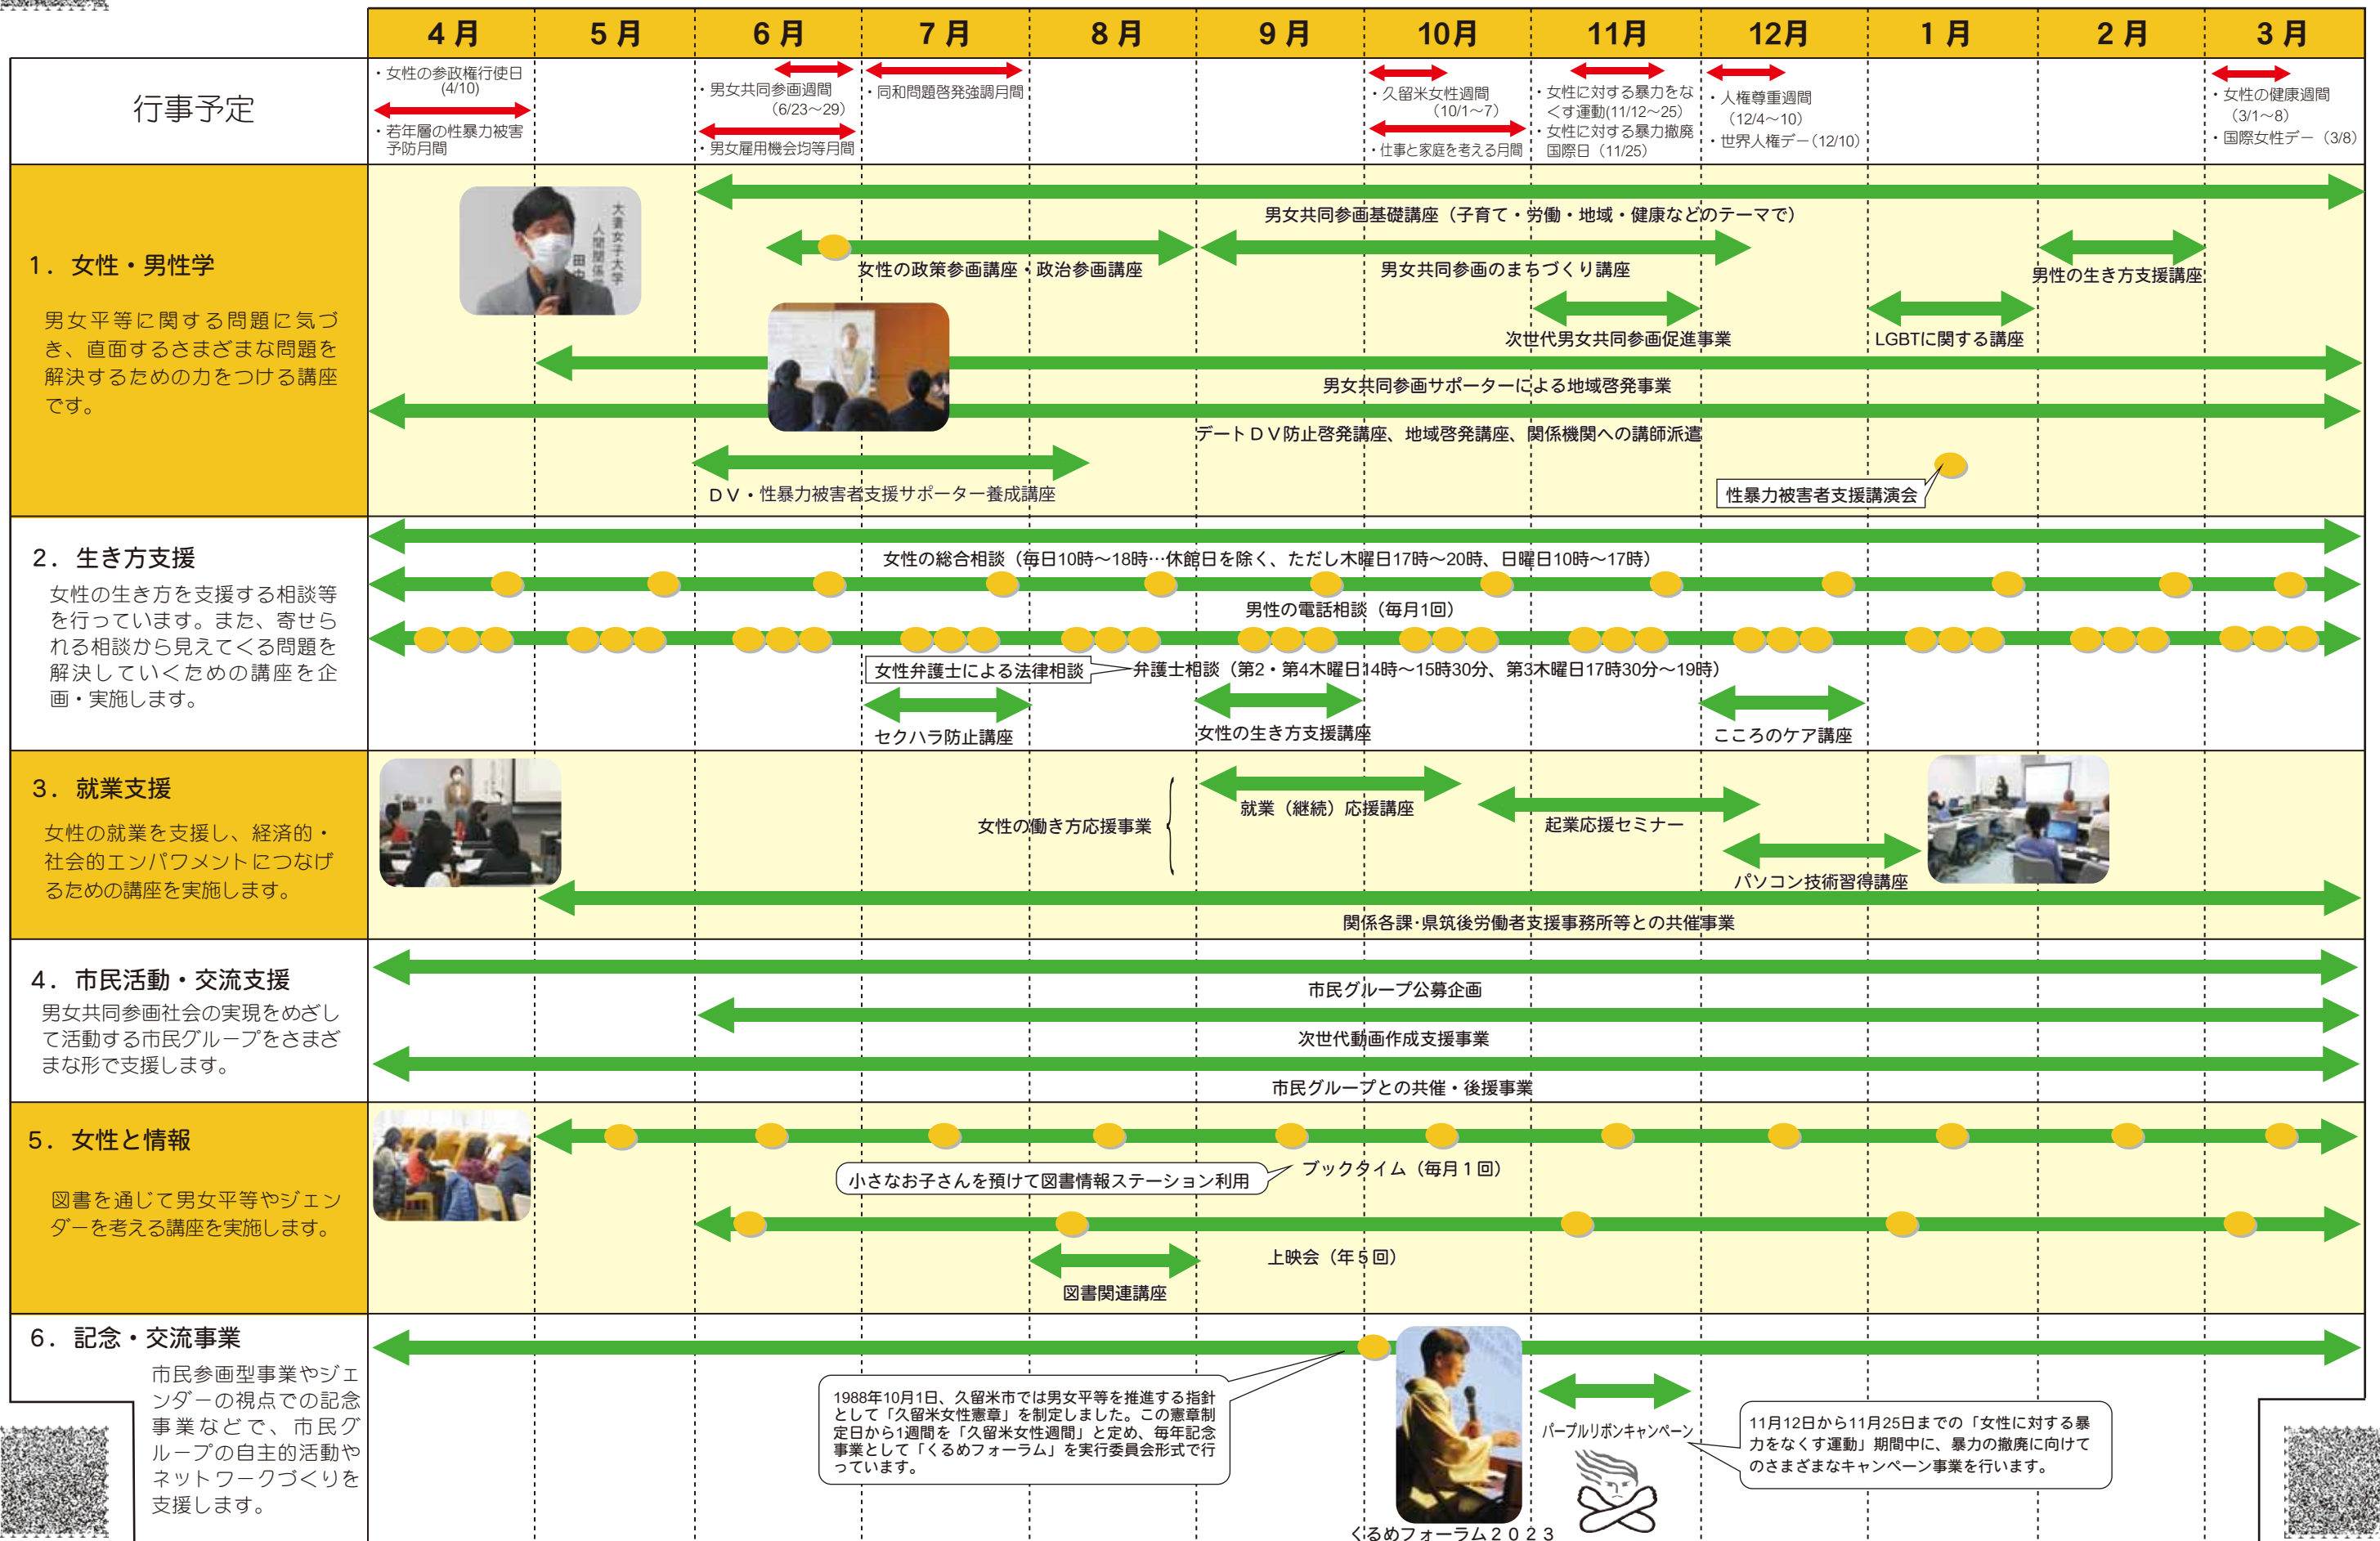 4月 5月 6月 7月 8月 9月 10月 11月 12月 1月 2月 3月
行事予定
・女性の参政権行使日
(4/10)
・若年層の性暴力被害
予防月間
・男女共同参画週間
(6/23～29)
・男女雇用機会均等月間
・同和問題啓発強調月間
・久留米女性週間
(10/1～7)
・仕事と家庭を考える月間
・女性に対する暴力をな
くす運動(11/12～25)
・女性に対する暴力撤廃
国際日（11/25）
・人権尊重週間
(12/4～10)
・世界人権デー(12/10)
・女性の健康週間
(3/1～8)
・国際女性デー（3/8）
1．女性・男性学
男女平等に関する問題に気づ
き、直面するさまざまな問題を
解決するための力をつける講座
です。
大妻女子大学
人間関係学
田中
男女共同参画基礎講座（子育て・労働・地域・健康などのテーマで）
女性の政策参画講座・政治参画講座
男女共同参画のまちづくり講座
男性の生き方支援講座
次世代男女共同参画促進事業
LGBTに関する講座
男女共同参画サポーターによる地域啓発事業
デートＤＶ防止啓発講座、地域啓発講座、関係機関への講師派遣
ＤＶ・性暴力被害者支援サポーター養成講座
性暴力被害者支援講演会
2．生き方支援
女性の生き方を支援する相談等
を行っています。また、寄せら
れる相談から見えてくる問題を
解決していくための講座を企
画・実施します。
女性の総合相談（毎日10時～18時…休館日を除く、ただし木曜日17時～20時、日曜日10時～17時）
男性の電話相談（毎月1回）
女性弁護士による法律相談
弁護士相談（第2・第4木曜日14時～15時30分、第3木曜日17時30分～19時）
セクハラ防止講座
女性の生き方支援講座
こころのケア講座
3．就業支援
女性の就業を支援し、経済的・
社会的エンパワメントにつなげ
るための講座を実施します。
女性の働き方応援事業
就業（継続）応援講座
起業応援セミナー
パソコン技術習得講座
関係各課･県筑後労働者支援事務所等との共催事業
4．市民活動・交流支援
男女共同参画社会の実現をめざし
て活動する市民グループをさまざ
まな形で支援します。
市民グループ公募企画
次世代動画作成支援事業
市民グループとの共催・後援事業
5．女性と情報
図書を通じて男女平等やジェン
ダーを考える講座を実施します。
小さなお子さんを預けて図書情報ステーション利用
ブックタイム（毎月１回）
上映会（年５回）
図書関連講座
6．記念・交流事業
市民参画型事業やジェ
ンダーの視点での記念
事業などで、市民グ
ループの自主的活動や
ネットワークづくりを
支援します。
1988年10月1日、久留米市では男女平等を推進する指針
として「久留米女性憲章」を制定しました。この憲章制
定日から1週間を「久留米女性週間」と定め、毎年記念
事業として「くるめフォーラム」を実行委員会形式で行
っています。
くるめフォーラム２０２３
パープルリボンキャンペーン
11月12日から11月25日までの「女性に対する暴
力をなくす運動」期間中に、暴力の撤廃に向けて
のさまざまなキャンペーン事業を行います。